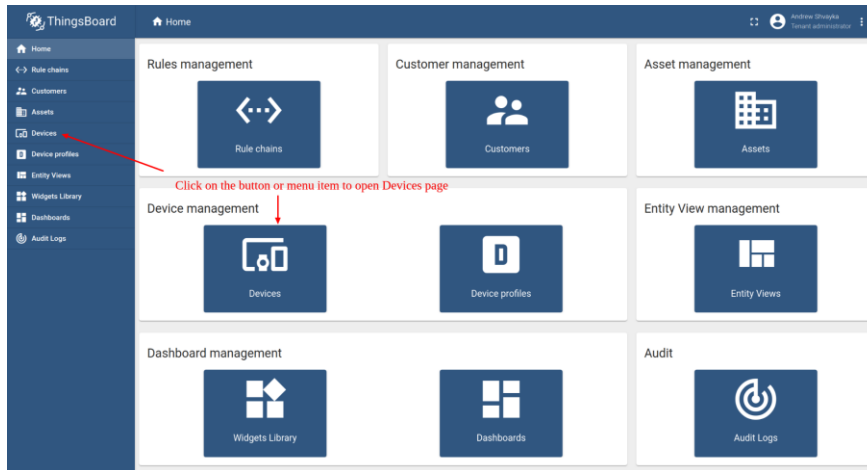 ThingsBoard
Home
Andrew Shvayka
Tenant administrator
Home
Rule chains
Customers
Assets
Devices
Device profiles
Entity Views
Widgets Library
Dashboards
Audit Logs
Rules management
Rule chains
Customer management
Customers
Asset management
Assets
Click on the button or menu item to open Devices page
Device management
Devices
D
Device profiles
Entity View management
Entity Views
Dashboard management
Widgets Library
Dashboards
Audit
Audit Logs